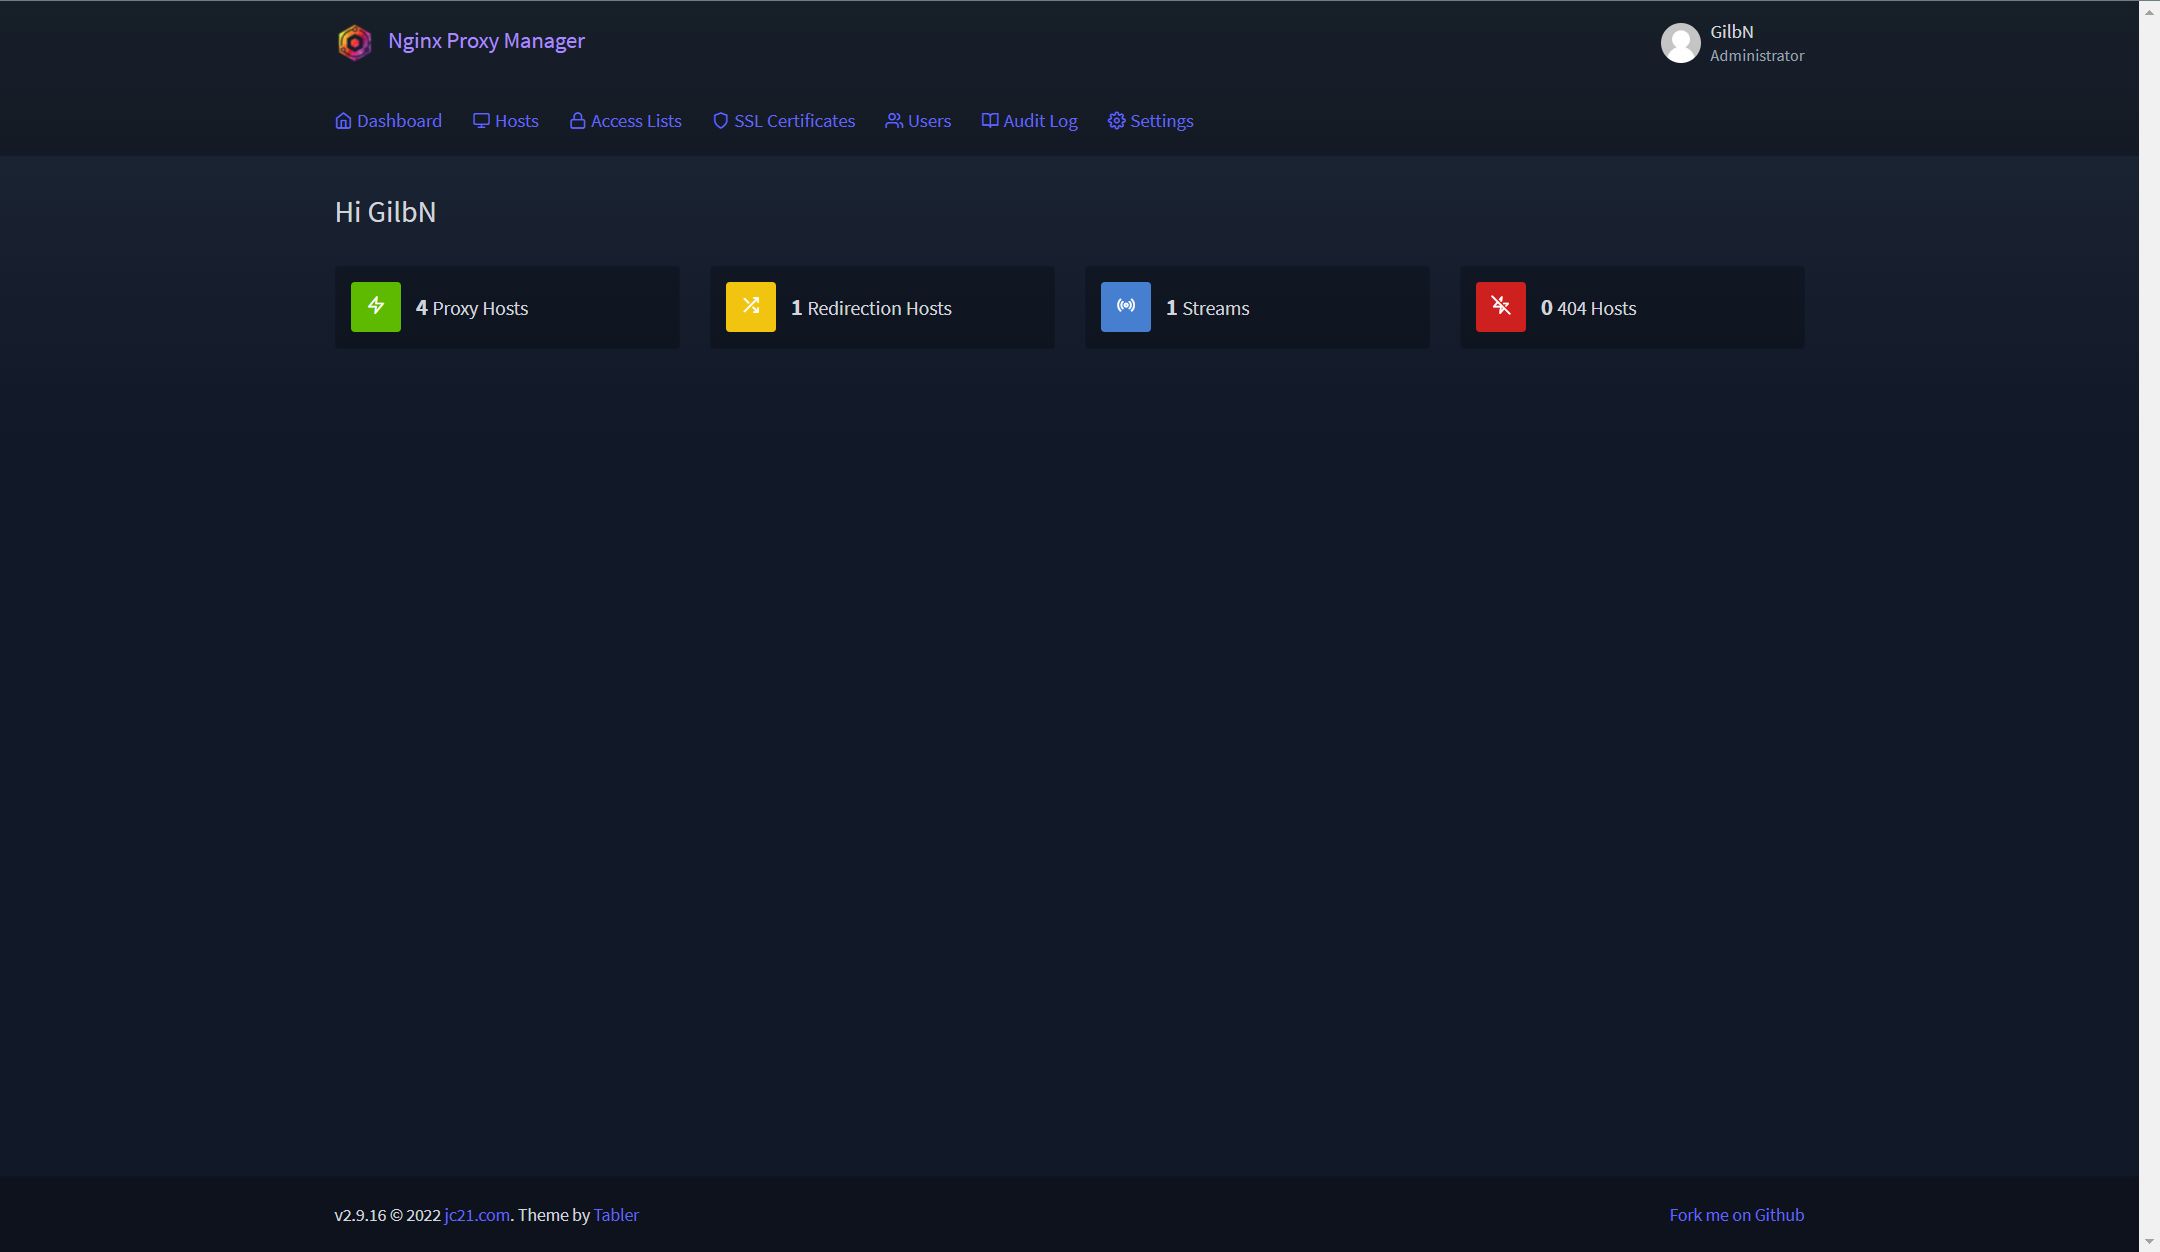 Nginx Proxy Manager
GilbN
Administrator
Dashboard Hosts Access Lists SSL Certificates Users Audit Log Settings
Hi GilbN
4 Proxy Hosts
1 Redirection Hosts
1 Streams
0 404 Hosts
v2.9.16 © 2022 jc21.com. Theme by Tabler
Fork me on Github